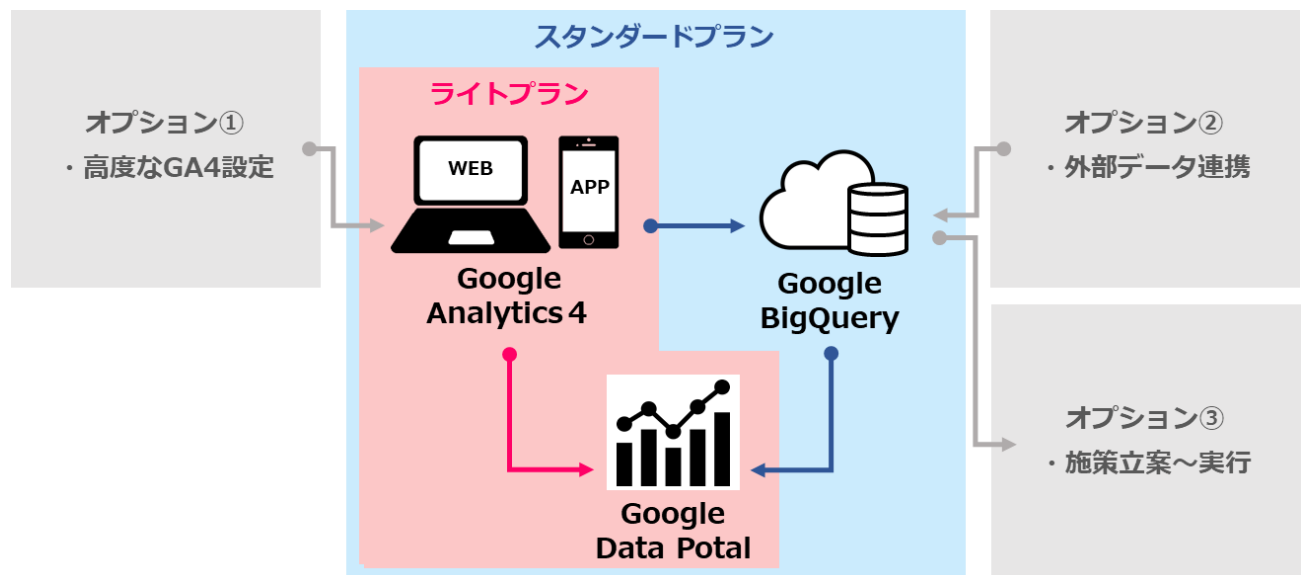 スタンダードプラン
ライトプラン
オプション①
・高度なGA4設定
WEB
APP
Google
Analytics 4
Google
BigQuery
Google
Data Potal
オプション②
・外部データ連携
オプション③
・施策立案～実行